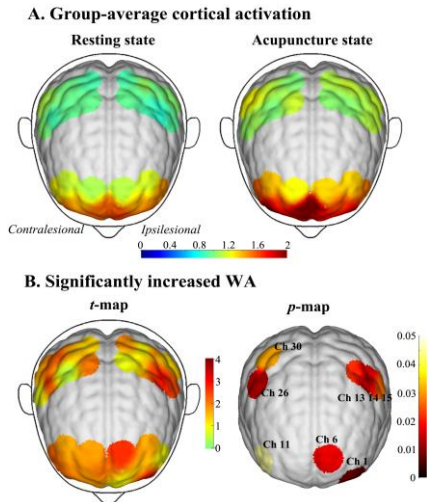 A. Group-average cortical activation
Resting state Acupuncture state
Contralesional Ipsilesional
0 0.4 0.8 1.2 1.6 2
B. Significantly increased WA
t-map p-map
4
3
2
1
0
Ch 30
Ch 26
Ch 13 14 15
Ch 11
Ch 6
Ch 1
0.05
0.04
0.03
0.02
0.01
0